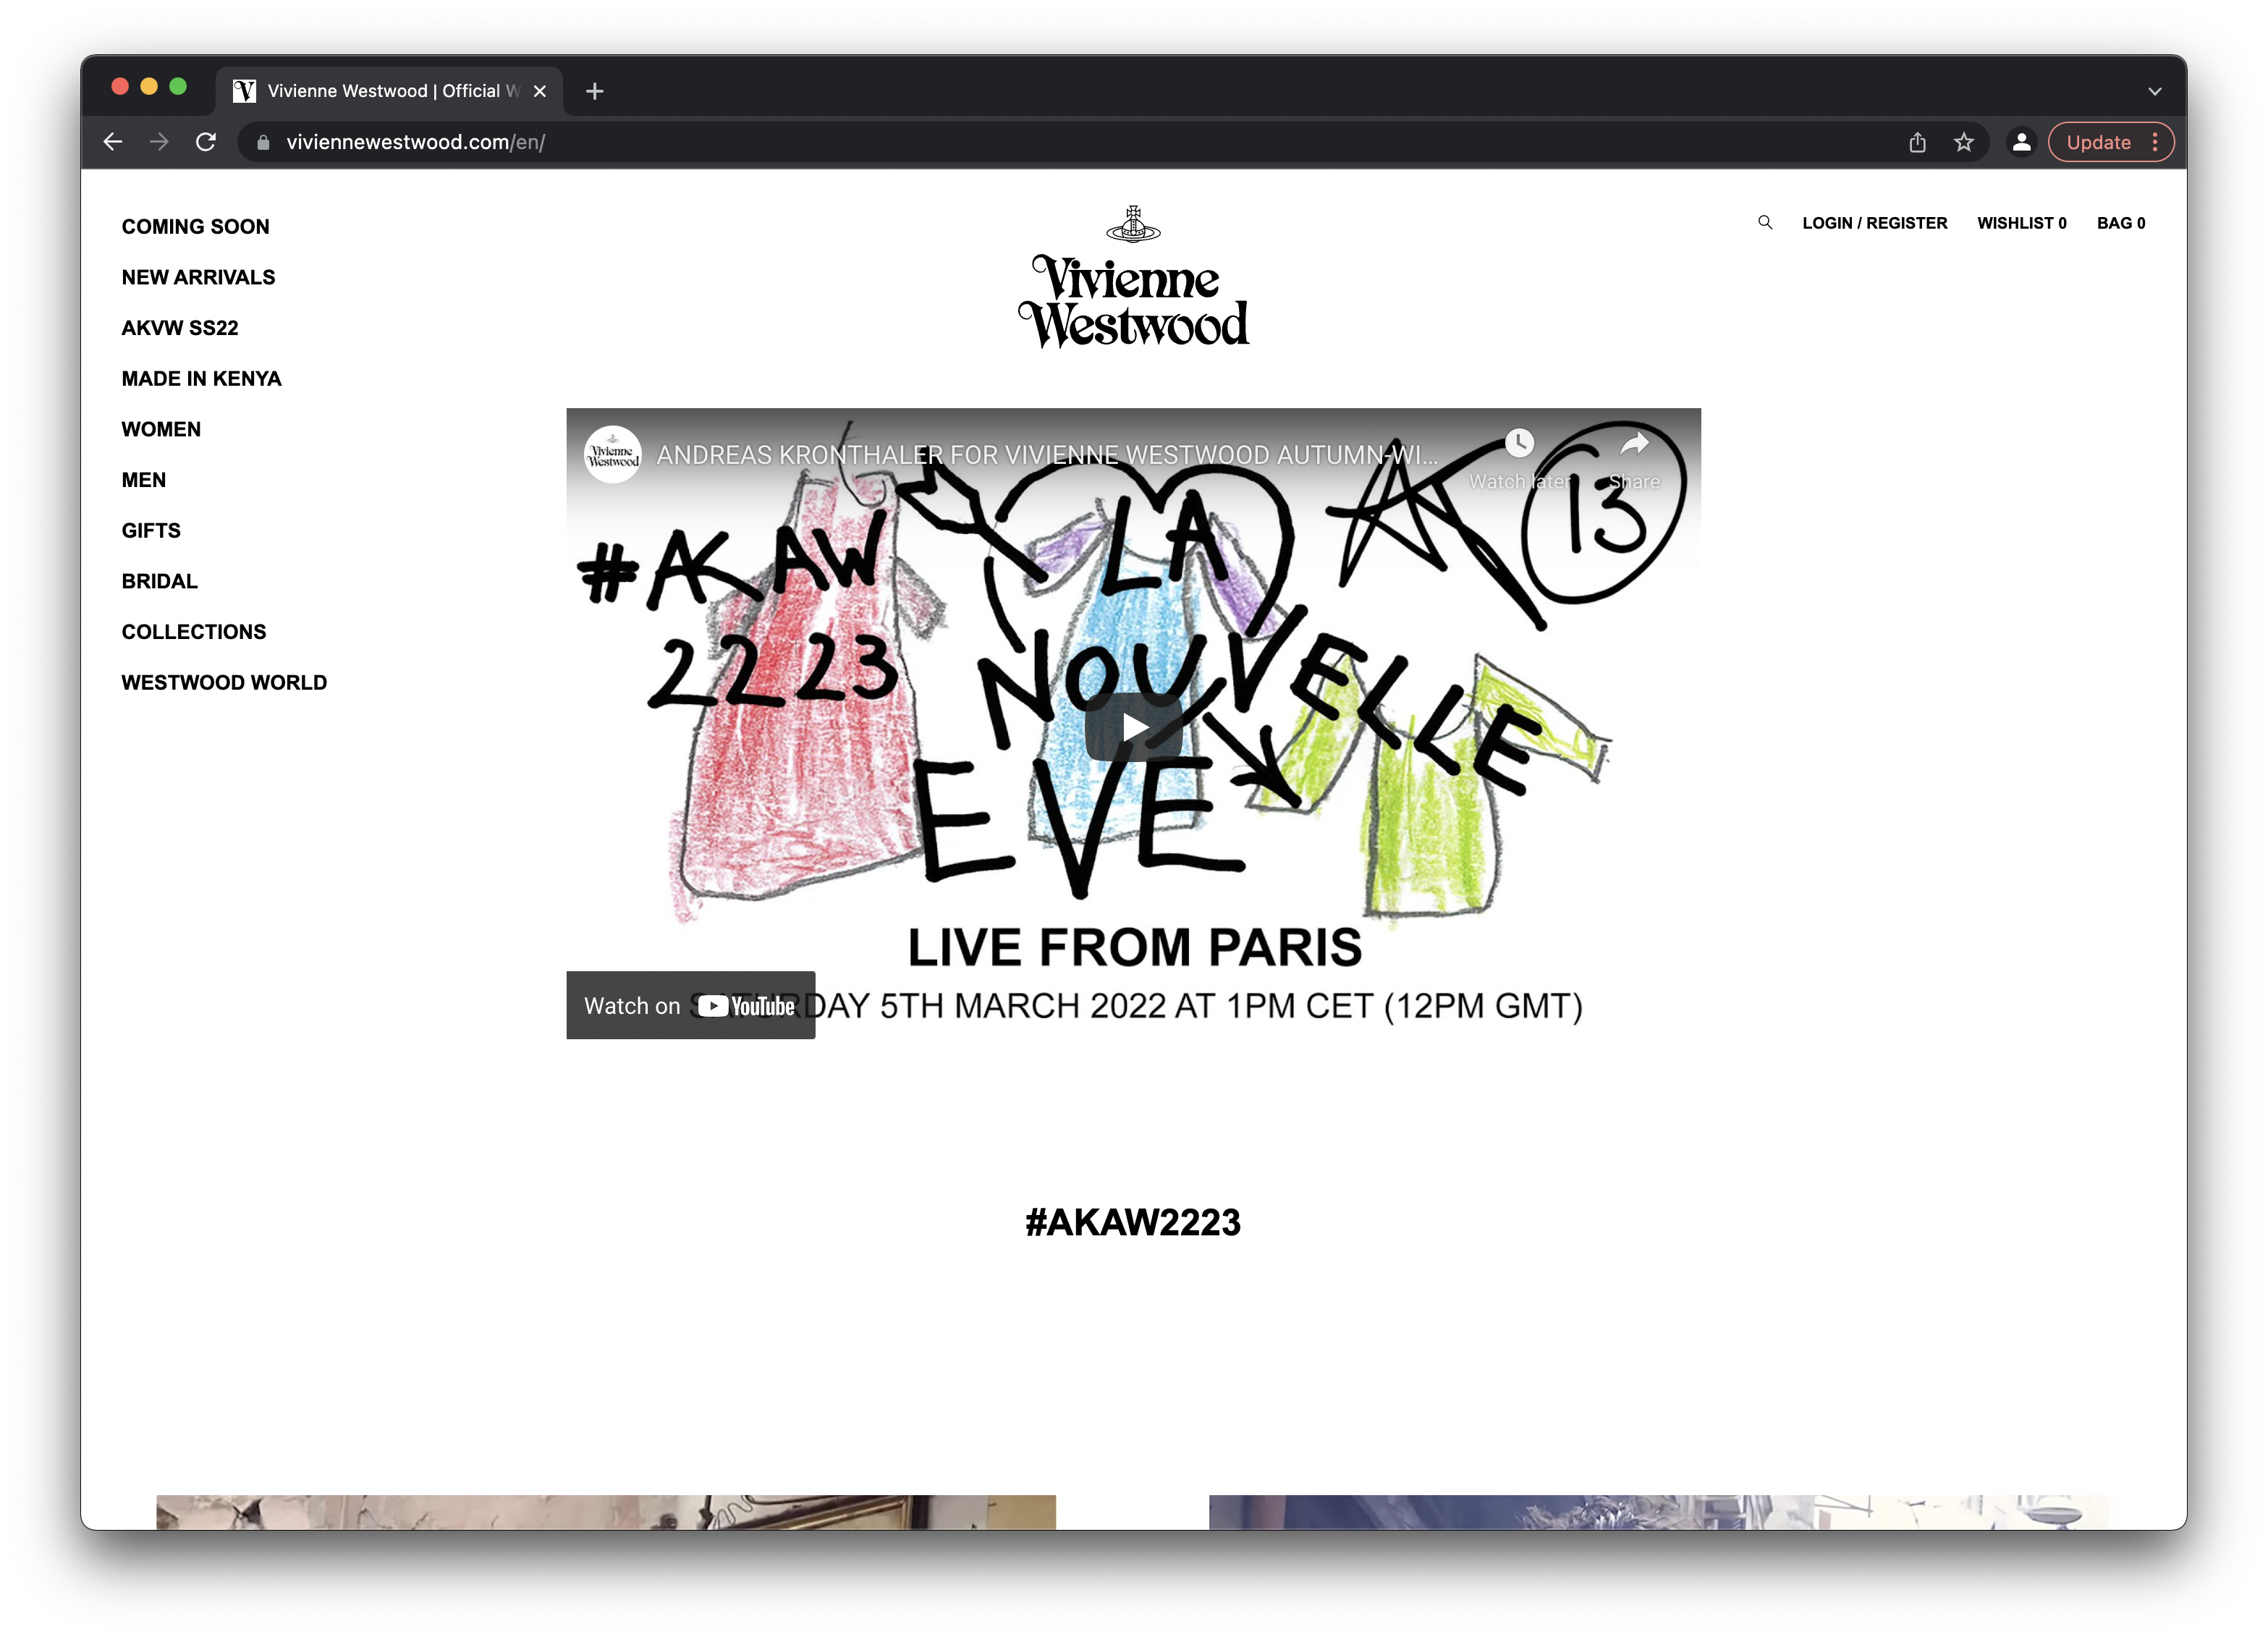 Vivienne Westwood | Official W
viviennewestwood.com/en/
Update
COMING SOON
NEW ARRIVALS
AKVW SS22
MADE IN KENYA
WOMEN
MEN
GIFTS
BRIDAL
COLLECTIONS
WESTWOOD WORLD
Vivienne
Westwood
LOGIN / REGISTER WISHLIST 0 BAG 0
Vivienne
Westwood
ANDREAS KRONTHALER FOR VIVIENNE WESTWOOD AUTUMN-WI...
Watch later
Share
#AKAW
2223
LA
NOUVELLE
EVE
AK
13
LIVE FROM PARIS
SATURDAY 5TH MARCH 2022 AT 1PM CET (12PM GMT)
Watch on YouTube
#AKAW2223